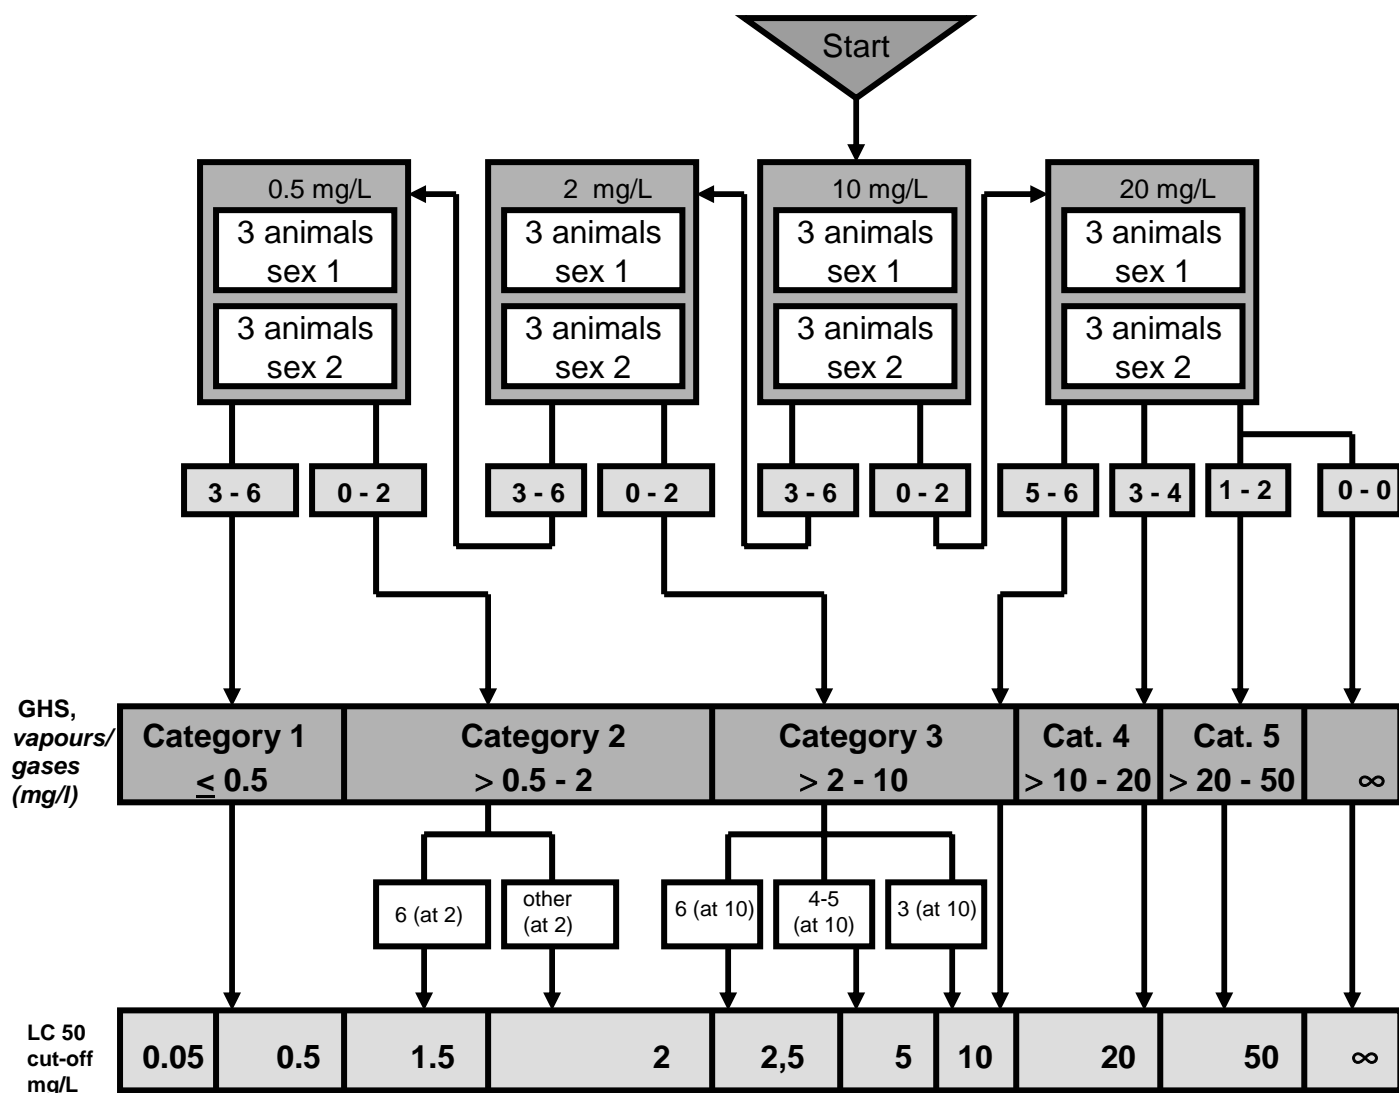 Start
0.5 mg/L
3 animals
sex 1
3 animals
sex 2
2 mg/L
3 animals
sex 1
3 animals
sex 2
10 mg/L
3 animals
sex 1
3 animals
sex 2
20 mg/L
3 animals
sex 1
3 animals
sex 2
3 - 6
0 - 2
3 - 6
0 - 2
3 - 6
0 - 2
5 - 6
3 - 4
1 - 2
0 - 0
GHS,
vapours/
gases
(mg/l)
Category 1
≤ 0.5
Category 2
> 0.5 - 2
Category 3
> 2 - 10
Cat. 4
> 10 - 20
Cat. 5
> 20 - 50
∞
6 (at 2)
other
(at 2)
6 (at 10)
4-5
(at 10)
3 (at 10)
LC 50
cut-off
mg/L
0.05
0.5
1.5
2
2,5
5
10
20
50
∞